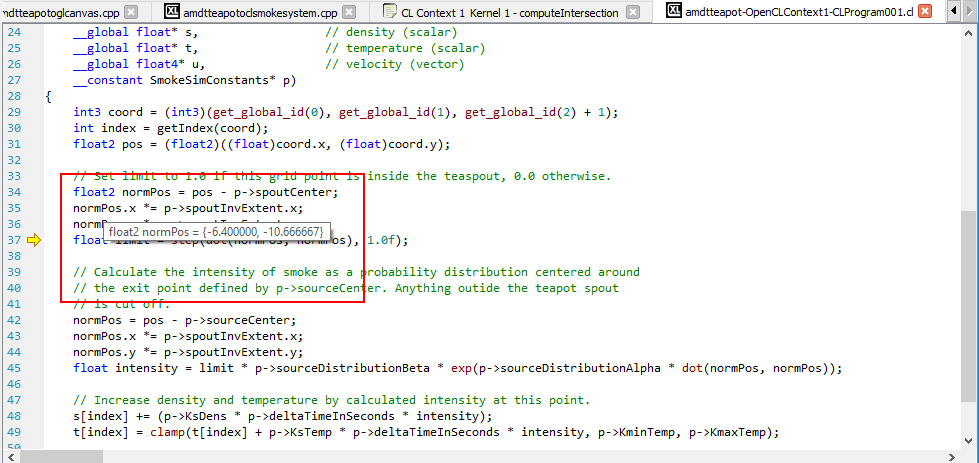 mdtteapotoglcanvas.cpp
amdtteapotoclsmokesystem.cpp
CL Context 1 Kernel 1 - computeIntersection
amdtteapot-OpenCLContext1-CLProgram001.cl
24 __global float* s, // density (scalar)
25 __global float* t, // temperature (scalar)
26 __global float4* u, // velocity (vector)
27 __constant SmokeSimConstants* p)
28 {
29 int3 coord = (int3)(get_global_id(0), get_global_id(1), get_global_id(2) + 1);
30 int index = getIndex(coord);
31 float2 pos = (float2)((float)coord.x, (float)coord.y);
32
33 // Set limit to 1.0 if this grid point is inside the teaspout, 0.0 otherwise.
34 float2 normPos = pos - p->spoutCenter;
35 normPos.x *= p->spoutInvExtent.x;
36
float2 normPos = {-6.400000, -10.666667}
37 float limit = step(dot(normPos, normPos), 1.0f);
38
39 // Calculate the intensity of smoke as a probability distribution centered around
40 // the exit point defined by p->sourceCenter. Anything outide the teapot spout
41 // is cut off.
42 normPos = pos - p->sourceCenter;
43 normPos.x *= p->spoutInvExtent.x;
44 normPos.y *= p->spoutInvExtent.y;
45 float intensity = limit * p->sourceDistributionBeta * exp(p->sourceDistributionAlpha * dot(normPos, normPos));
46
47 // Increase density and temperature by calculated intensity at this point.
48 s[index] += (p->KsDens * p->deltaTimeInSeconds * intensity);
49 t[index] = clamp(t[index] + p->KsTemp * p->deltaTimeInSeconds * intensity, p->KminTemp, p->KmaxTemp);
50